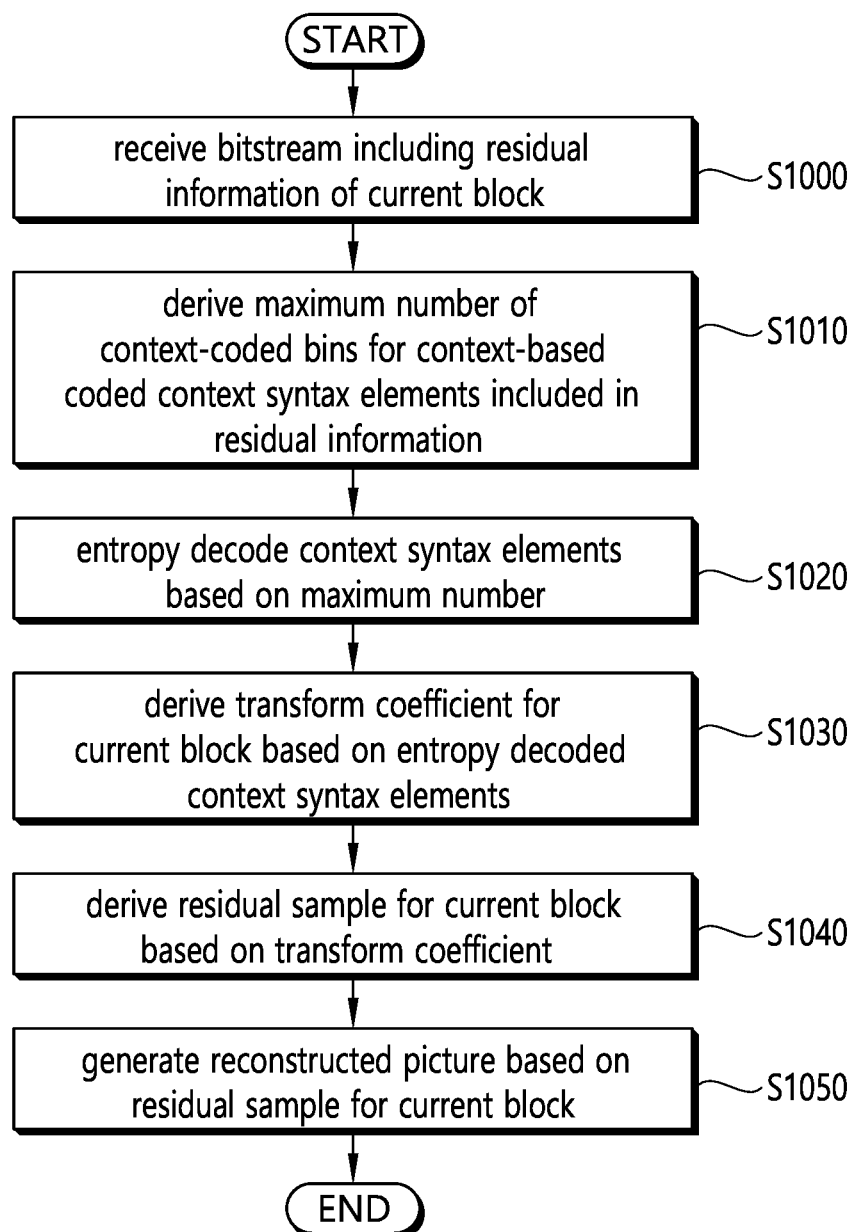 START
receive bitstream including residual
information of current block
S1000
derive maximum number of
context-coded bins for context-based
coded context syntax elements included in
residual information
S1010
entropy decode context syntax elements
based on maximum number
S1020
derive transform coefficient for
current block based on entropy decoded
context syntax elements
S1030
derive residual sample for current block
based on transform coefficient
S1040
generate reconstructed picture based on
residual sample for current block
S1050
END